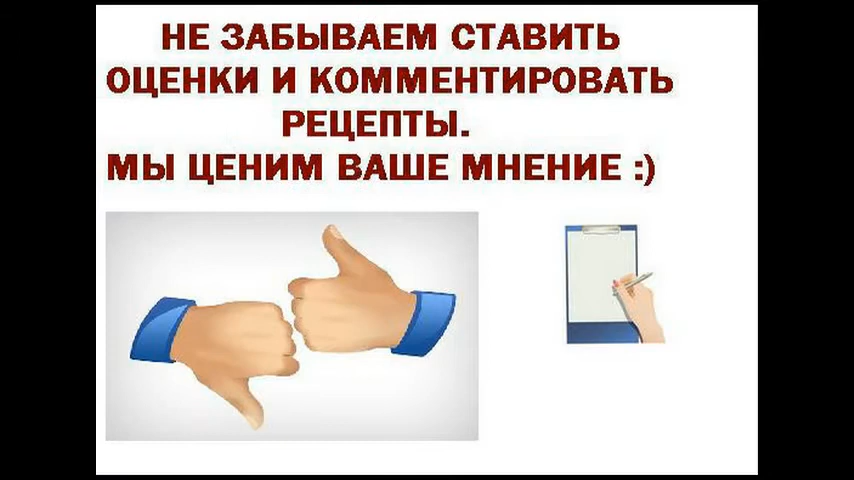 НЕ ЗАБЫВАЕМ СТАВИТЬ
ОЦЕНКИ И КОММЕНТИРОВАТЬ
РЕЦЕПТЫ.
МЫ ЦЕНИМ ВАШЕ МНЕНИЕ :)